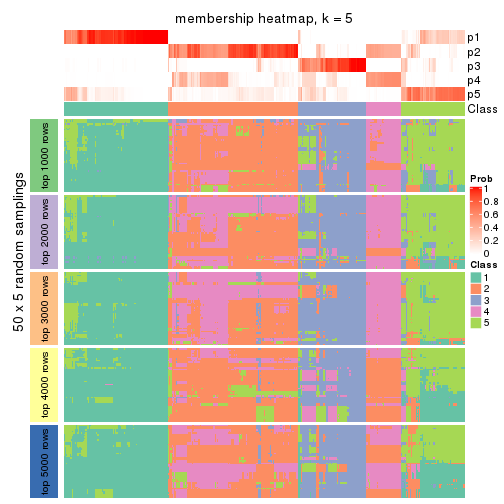 membership heatmap, k = 5
p1
p2
p3
p4
p5
Class
50 x 5 random samplings
top 1000 rows
top 2000 rows
top 3000 rows
top 4000 rows
top 5000 rows
Prob
1
0.8
0.6
0.4
0.2
0
Class
1
2
3
4
5